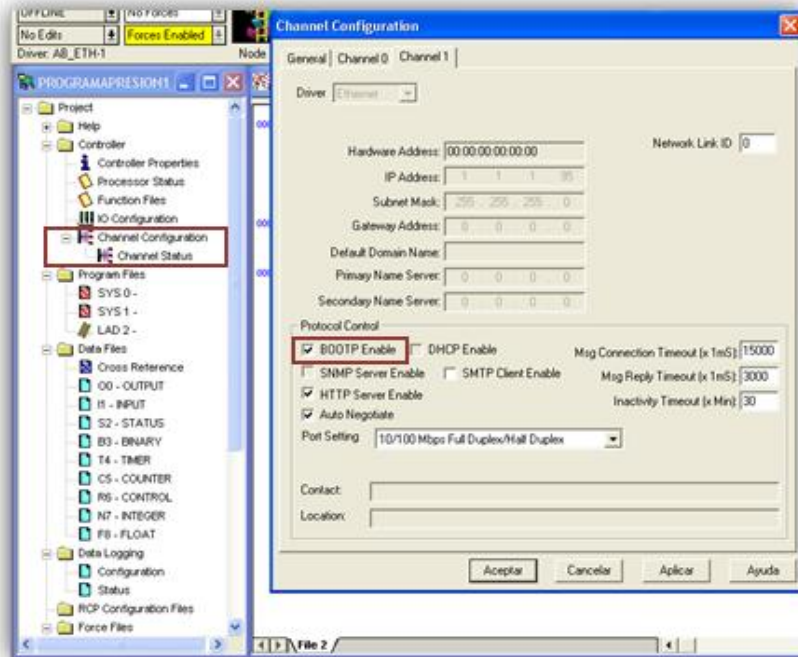 OFFLINE
No Forces
No Edits
Forces Enabled
Driver: AB_ETH-1
Node
PROGRAMAPRESION1
Project
Help
Controller
Controller Properties
Processor Status
Function Files
IO Configuration
Channel Configuration
Channel Status
Program Files
SYS 0 -
SYS 1 -
LAD 2 -
Data Files
Cross Reference
O0 - OUTPUT
I1 - INPUT
S2 - STATUS
B3 - BINARY
T4 - TIMER
C5 - COUNTER
R6 - CONTROL
N7 - INTEGER
F8 - FLOAT
Data Logging
Configuration
Status
RCP Configuration Files
Force Files
File 2
Channel Configuration
General
Channel 0
Channel 1
Driver Ethernet
Hardware Address: 00:00:00:00:00:00
Network Link ID 0
IP Address: 1 . 1 . 1 . 95
Subnet Mask: 255 . 255 . 255 . 0
Gateway Address: 0 . 0 . 0 . 0
Default Domain Name:
Primary Name Server: 0 . 0 . 0 . 0
Secondary Name Server: 0 . 0 . 0 . 0
Protocol Control
BOOTP Enable
DHCP Enable
Msg Connection Timeout (x 1mS): 15000
SNMP Server Enable
SMTP Client Enable
Msg Reply Timeout (x 1mS): 3000
HTTP Server Enable
Inactivity Timeout (x Min): 30
Auto Negotiate
Port Setting 10/100 Mbps Full Duplex/Half Duplex
Contact:
Location:
Aceptar
Cancelar
Aplicar
Ayuda